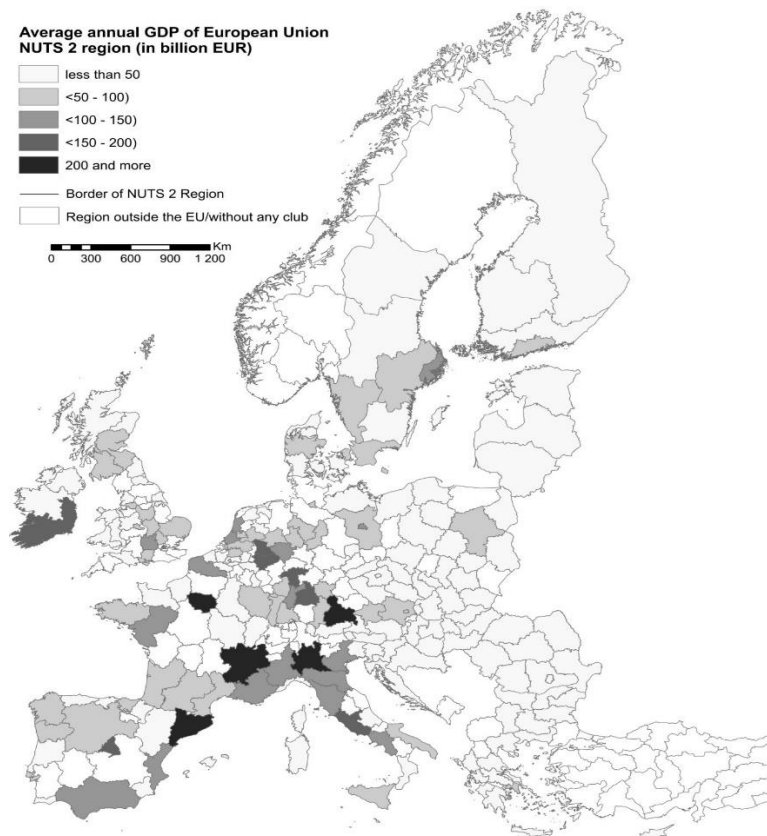 Average annual GDP of European Union
NUTS 2 region (in billion EUR)
less than 50
<50 - 100)
<100 - 150)
<150 - 200)
200 and more
Border of NUTS 2 Region
Region outside the EU/without any club
Km
0 300 600 900 1 200